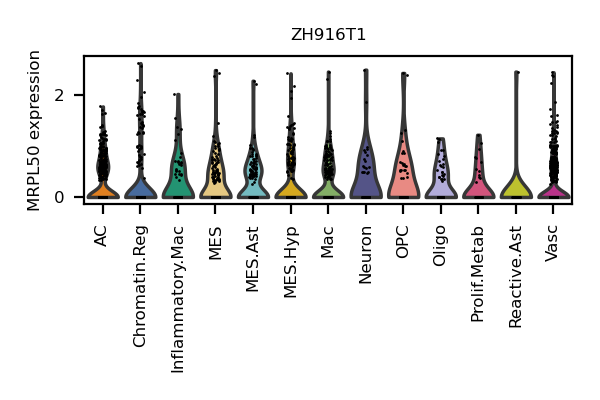 ZH916T1
MRPL50 expression
2
0
AC
Chromatin.Reg
Inflammatory.Mac
MES
MES.Ast
MES.Hyp
Mac
Neuron
OPC
Oligo
Prolif.Metab
Reactive.Ast
Vasc